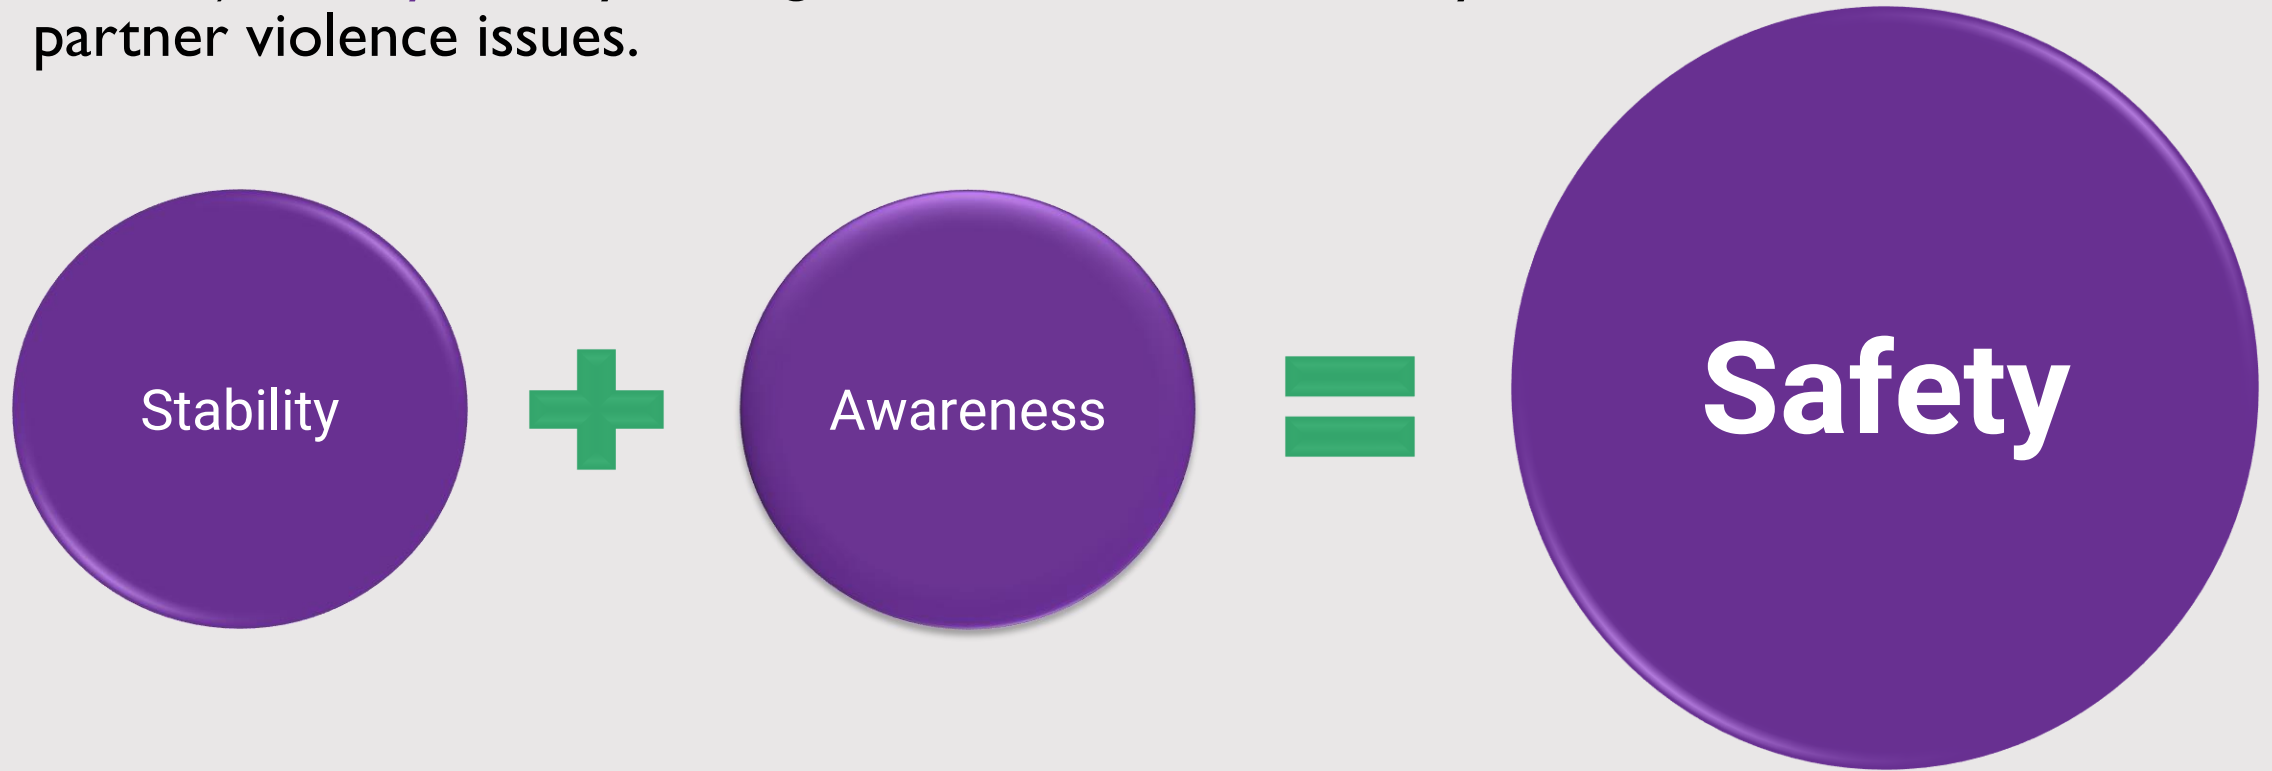 partner violence issues.
Stability
Awareness
Safety